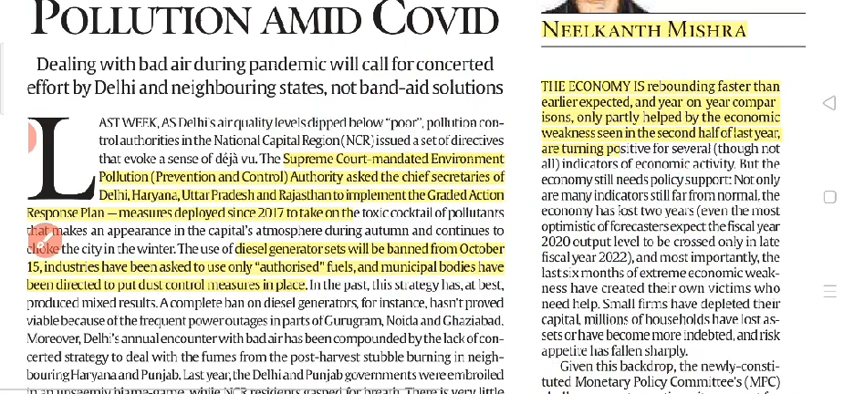 POLLUTION AMID COVID
Dealing with bad air during pandemic will call for concerted
effort by Delhi and neighbouring states, not band-aid solutions
LAST WEEK, AS Delhi's air quality levels dipped below "poor", pollution con-
trol authorities in the National Capital Region (NCR) issued a set of directives
that evoke a sense of déjà vu. The Supreme Court-mandated Environment
Pollution (Prevention and Control) Authority asked the chief secretaries of
Delhi, Haryana, Uttar Pradesh and Rajasthan to implement the Graded Action
Response Plan — measures deployed since 2017 to take on the toxic cocktail of pollutants
that makes an appearance in the capital's atmosphere during autumn and continues to
choke the city in the winter. The use of diesel generator sets will be banned from October
15, industries have been asked to use only "authorised" fuels, and municipal bodies have
been directed to put dust control measures in place. In the past, this strategy has, at best,
produced mixed results. A complete ban on diesel generators, for instance, hasn't proved
viable because of the frequent power outages in parts of Gurugram, Noida and Ghaziabad.
Moreover, Delhi's annual encounter with bad air has been compounded by the lack of con-
certed strategy to deal with the fumes from the post-harvest stubble burning in neigh-
bouring Haryana and Punjab. Last year, the Delhi and Punjab governments were embroiled
in an unseemly blame-game, while NCR residents gasped for breath. There is very little
NEELKANTH MISHRA
THE ECONOMY IS rebounding faster than
earlier expected, and year on year compar
isons, only partly helped by the economic
weakness seen in the second half of last year,
are turning positive for several (though not
all) indicators of economic activity. But the
economy still needs policy support: Not only
are many indicators still far from normal, the
economy has lost two years (even the most
optimistic of forecasters expect the fiscal year
2020 output level to be crossed only in late
fiscal year 2022), and most importantly, the
last six months of extreme economic weak-
ness have created their own victims who
need help. Small firms have depleted their
capital, millions of households have lost as-
sets or have become more indebted, and risk
appetite has fallen sharply.
Given this backdrop, the newly-consti-
tuted Monetary Policy Committee's (MPC)